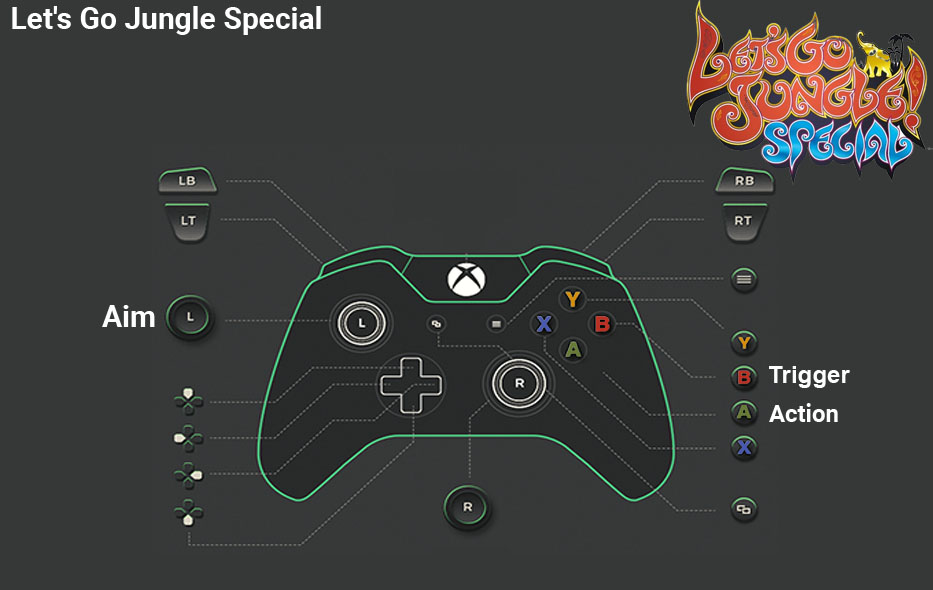 Let's Go Jungle Special
LET'S GO
JUNGLE!
SPECIAL
LB
RB
LT
RT
Aim
L
L
Y
X
B
A
Y
R
B
Trigger
A
Action
X
R